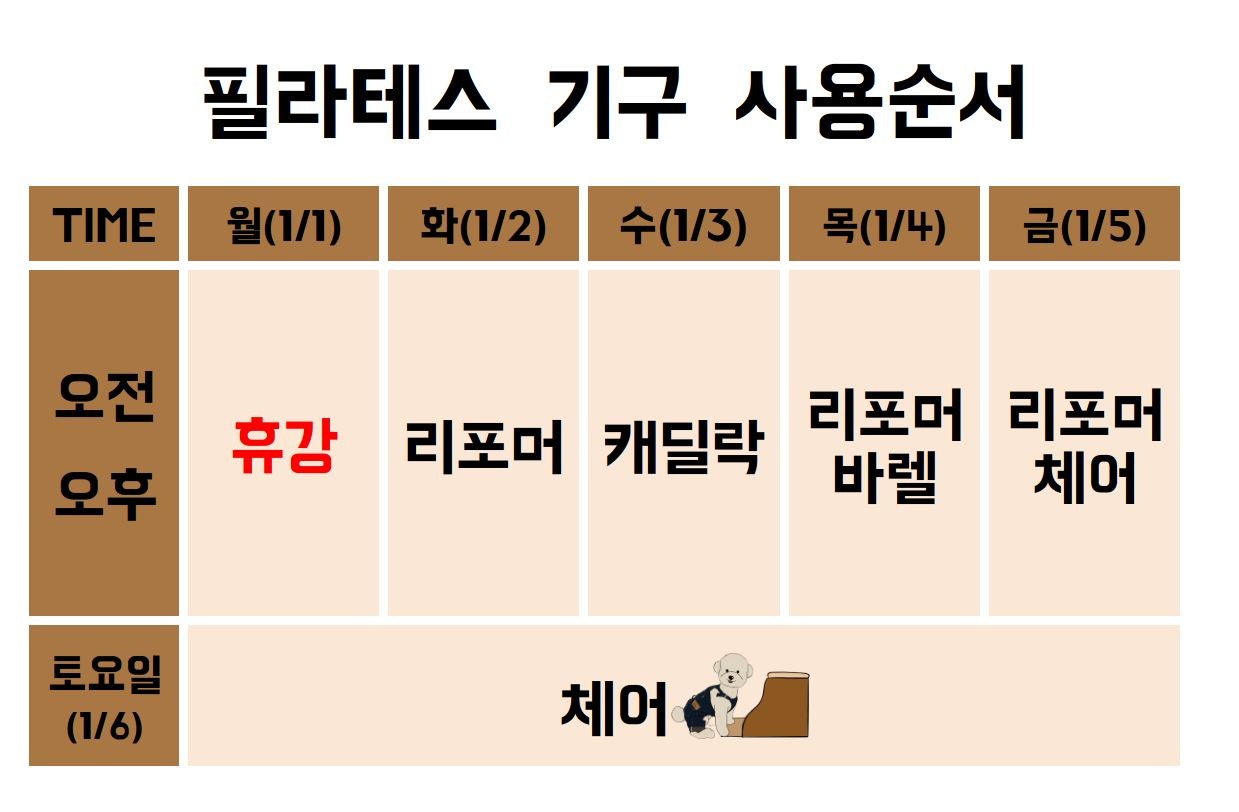 필라테스 기구 사용순서
TIME 월(1/1) 화(1/2) 수(1/3) 목(1/4) 금(1/5)
오전
오후
휴강
리포머
캐딜락
리포머
바렐
리포머
체어
토요일
(1/6)
체어